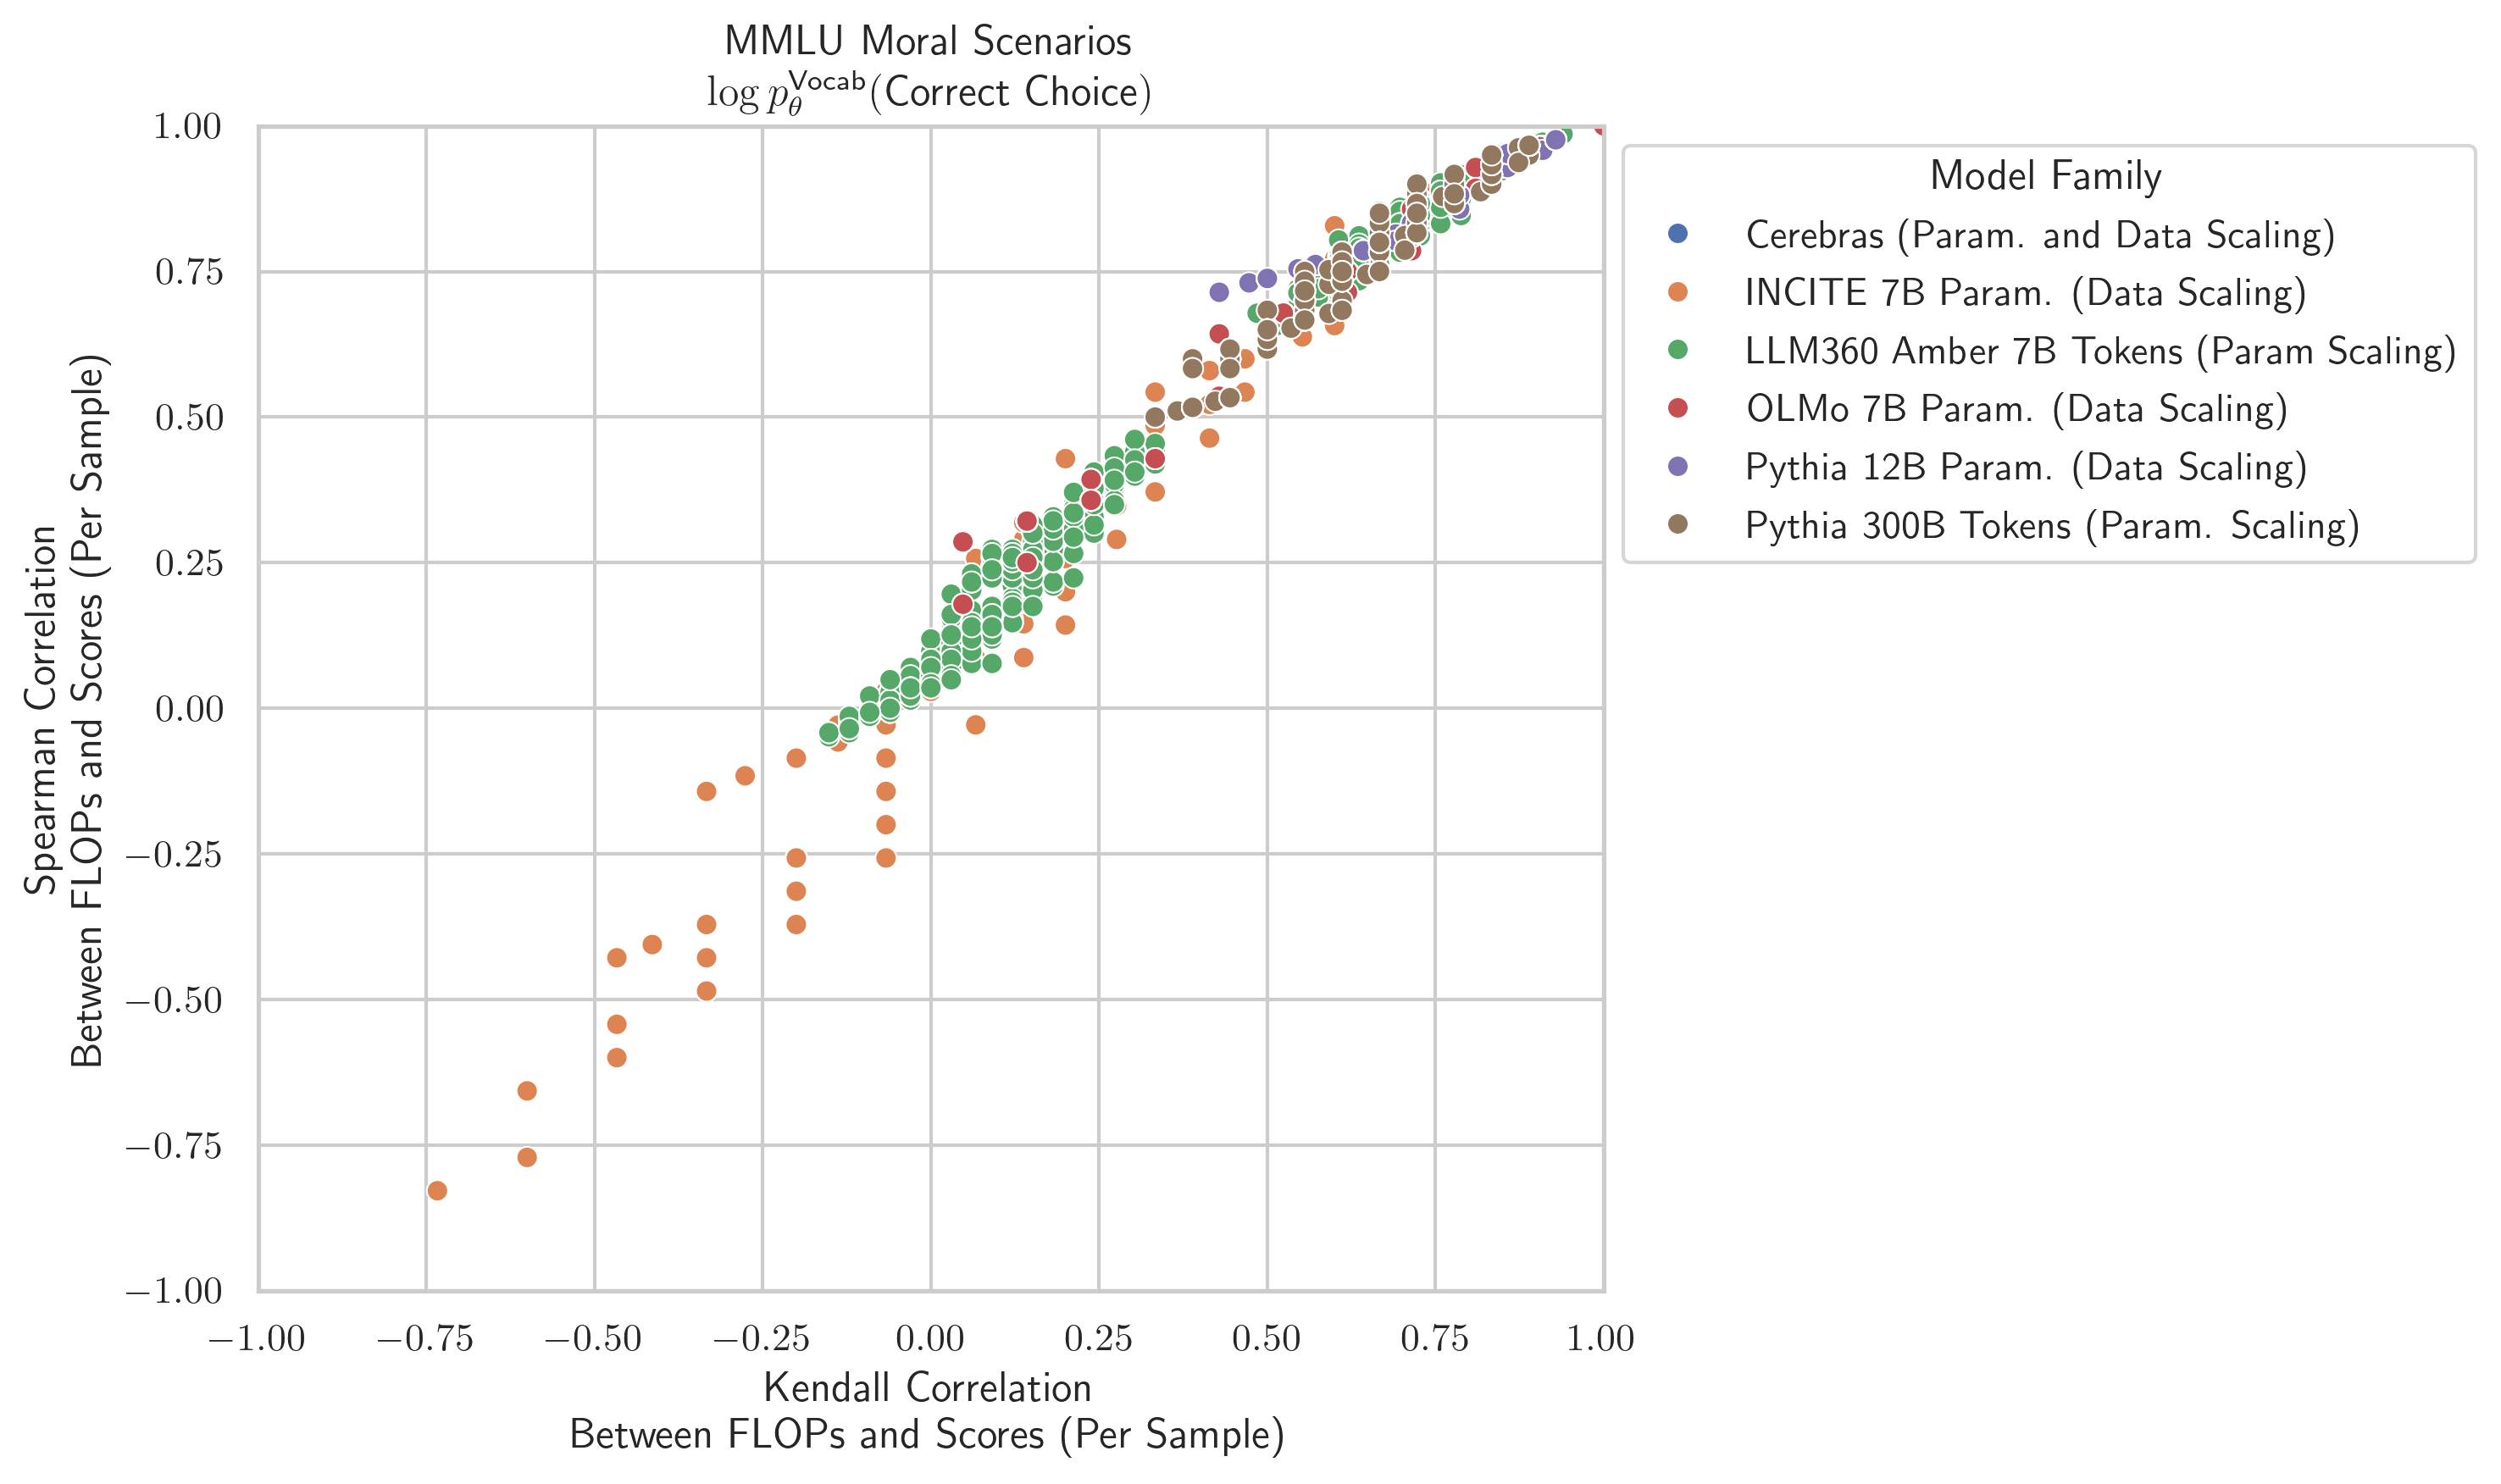 MMLU Moral Scenarios
log p_θ^Vocab(Correct Choice)
1.00
0.75
0.50
0.25
0.00
−0.25
−0.50
−0.75
−1.00
Spearman Correlation
Between FLOPs and Scores (Per Sample)
−1.00 −0.75 −0.50 −0.25 0.00 0.25 0.50 0.75 1.00
Kendall Correlation
Between FLOPs and Scores (Per Sample)
Model Family
Cerebras (Param. and Data Scaling)
INCITE 7B Param. (Data Scaling)
LLM360 Amber 7B Tokens (Param Scaling)
OLMo 7B Param. (Data Scaling)
Pythia 12B Param. (Data Scaling)
Pythia 300B Tokens (Param. Scaling)